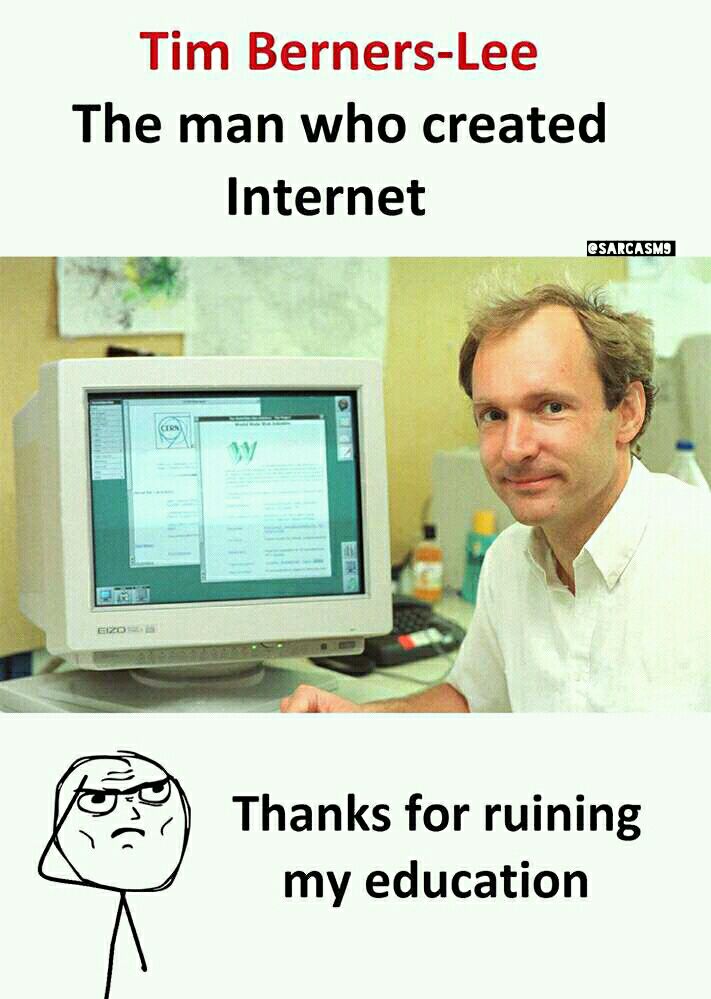 Tim Berners-Lee
The man who created
Internet
@SARCASM9
CERN
World Wide Web
W
EIZO
Thanks for ruining
my education